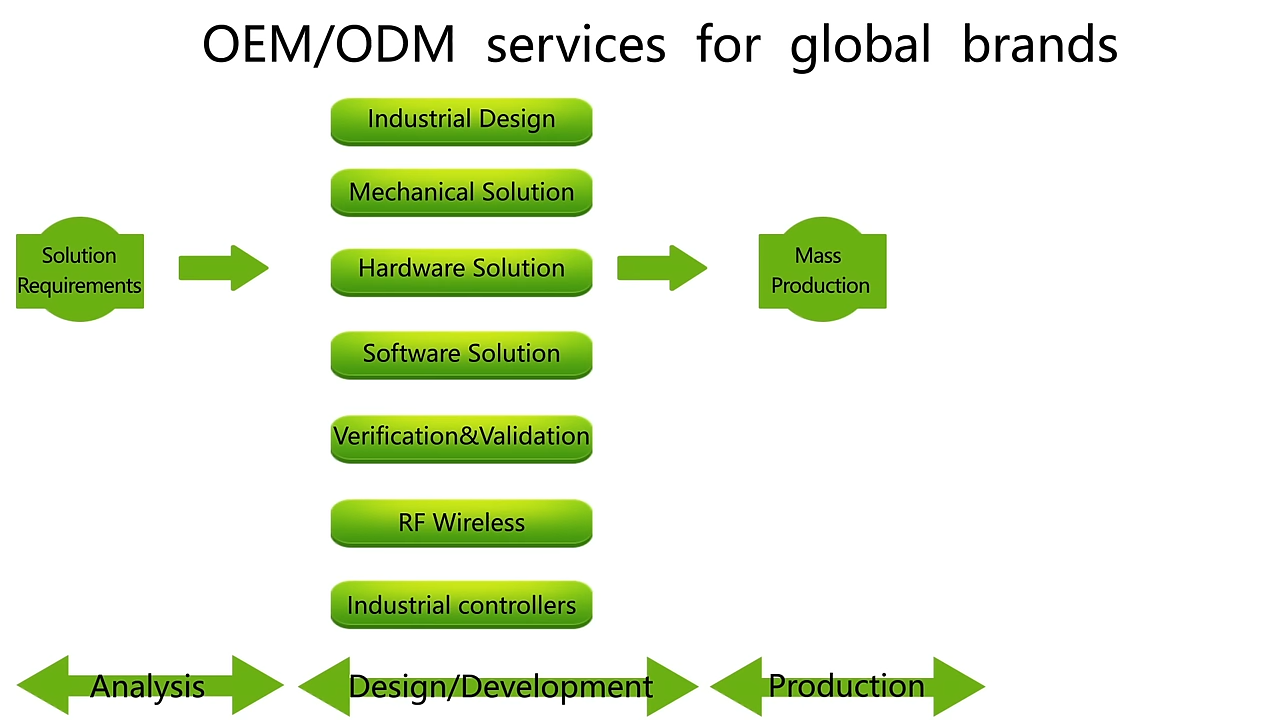 OEM/ODM services for global brands
Industrial Design
Mechanical Solution
Solution
Requirements
Hardware Solution
Mass
Production
Software Solution
Verification&Validation
RF Wireless
Industrial controllers
Analysis
Design/Development
Production